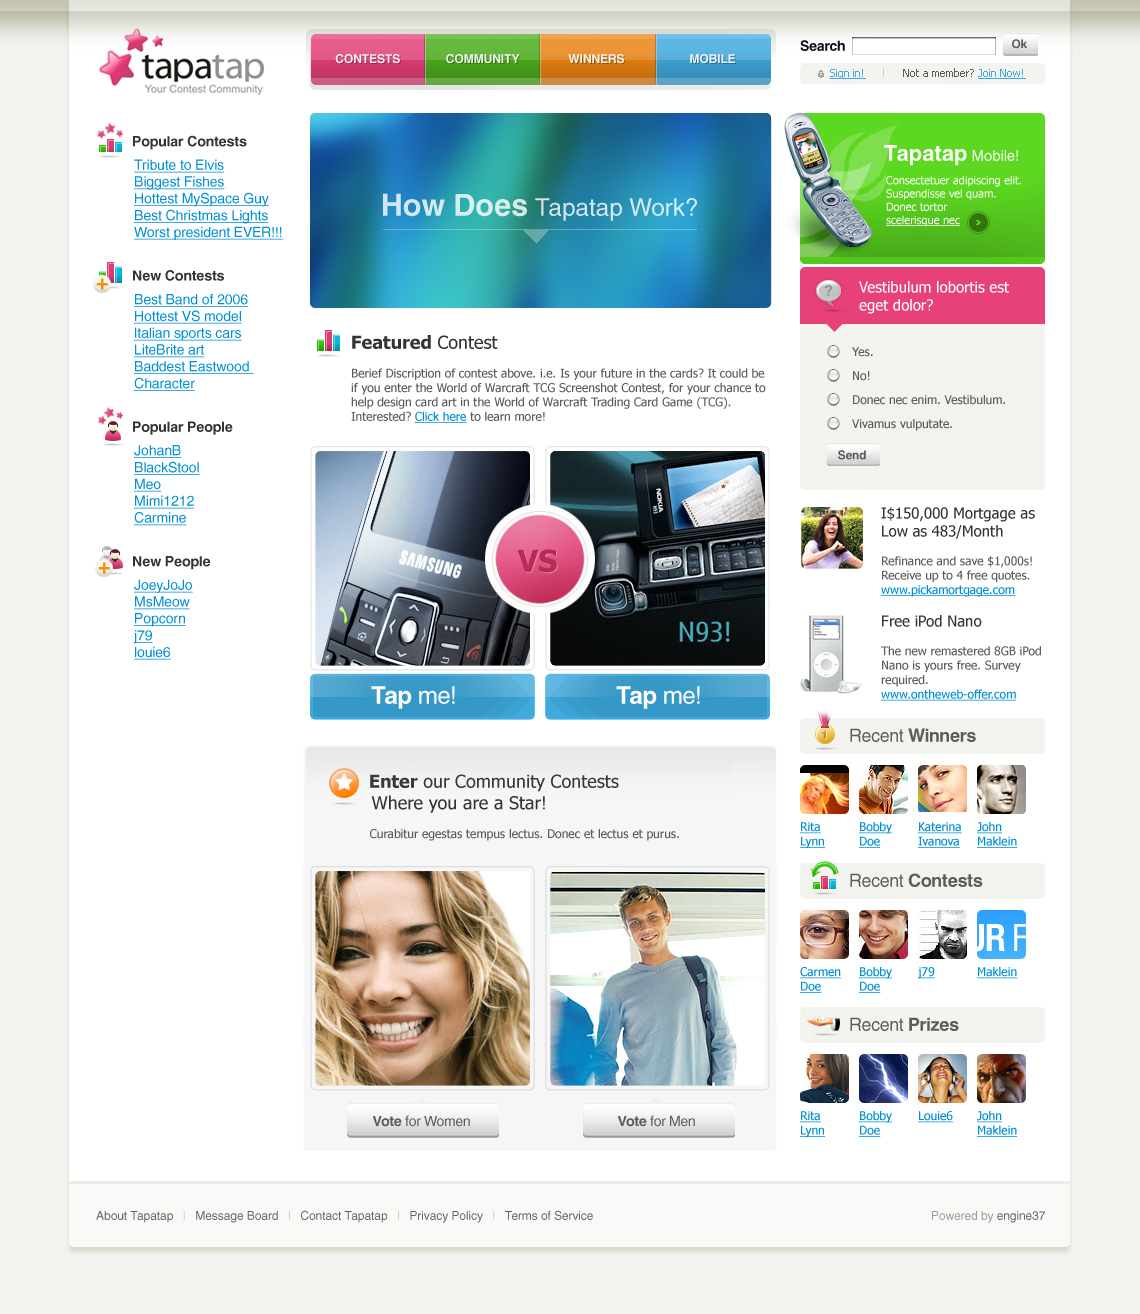 tapatap
Your Contest Community
CONTESTS
COMMUNITY
WINNERS
MOBILE
Search
Ok
Sign in!
Not a member? Join Now!
Popular Contests
Tribute to Elvis
Biggest Fishes
Hottest MySpace Guy
Best Christmas Lights
Worst president EVER!!!
New Contests
Best Band of 2006
Hottest VS model
Italian sports cars
LiteBrite art
Baddest Eastwood
Character
Popular People
JohanB
BlackStool
Meo
Mimi1212
Carmine
New People
JoeyJoJo
MsMeow
Popcorn
j79
louie6
How Does Tapatap Work?
Featured Contest
Berief Discription of contest above. i.e. Is your future in the cards? It could be
if you enter the World of Warcraft TCG Screenshot Contest, for your chance to
help design card art in the World of Warcraft Trading Card Game (TCG).
Interested? Click here to learn more!
SAMSUNG
VS
NOKIA
N93!
Tap me!
Tap me!
Enter our Community Contests
Where you are a Star!
Curabitur egestas tempus lectus. Donec et lectus et purus.
Vote for Women
Vote for Men
Tapatap Mobile!
Consectetuer adipiscing elit.
Suspendisse vel quam.
Donec tortor
scelerisque nec
?
Vestibulum lobortis est
eget dolor?
Yes.
No!
Donec nec enim. Vestibulum.
Vivamus vulputate.
Send
I$150,000 Mortgage as
Low as 483/Month
Refinance and save $1,000s!
Receive up to 4 free quotes.
www.pickamortgage.com
Free iPod Nano
The new remastered 8GB iPod
Nano is yours free. Survey
required.
www.ontheweb-offer.com
1
Recent Winners
Rita
Lynn
Bobby
Doe
Katerina
Ivanova
John
Maklein
Recent Contests
JR F
Carmen
Doe
Bobby
Doe
j79
Maklein
Recent Prizes
Rita
Lynn
Bobby
Doe
Louie6
John
Maklein
About Tapatap
Message Board
Contact Tapatap
Privacy Policy
Terms of Service
Powered by engine37